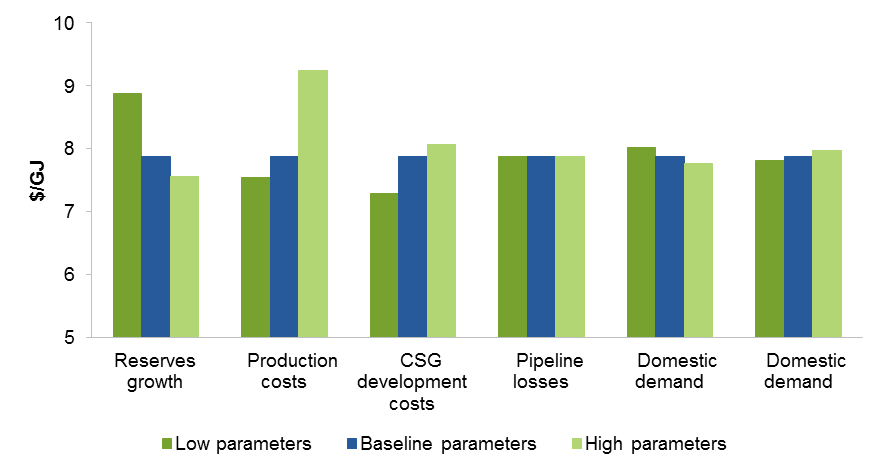 10
9
8
7
6
5
$/GJ
Reserves growth
Production costs
CSG development costs
Pipeline losses
Domestic demand
Domestic demand
Low parameters
Baseline parameters
High parameters